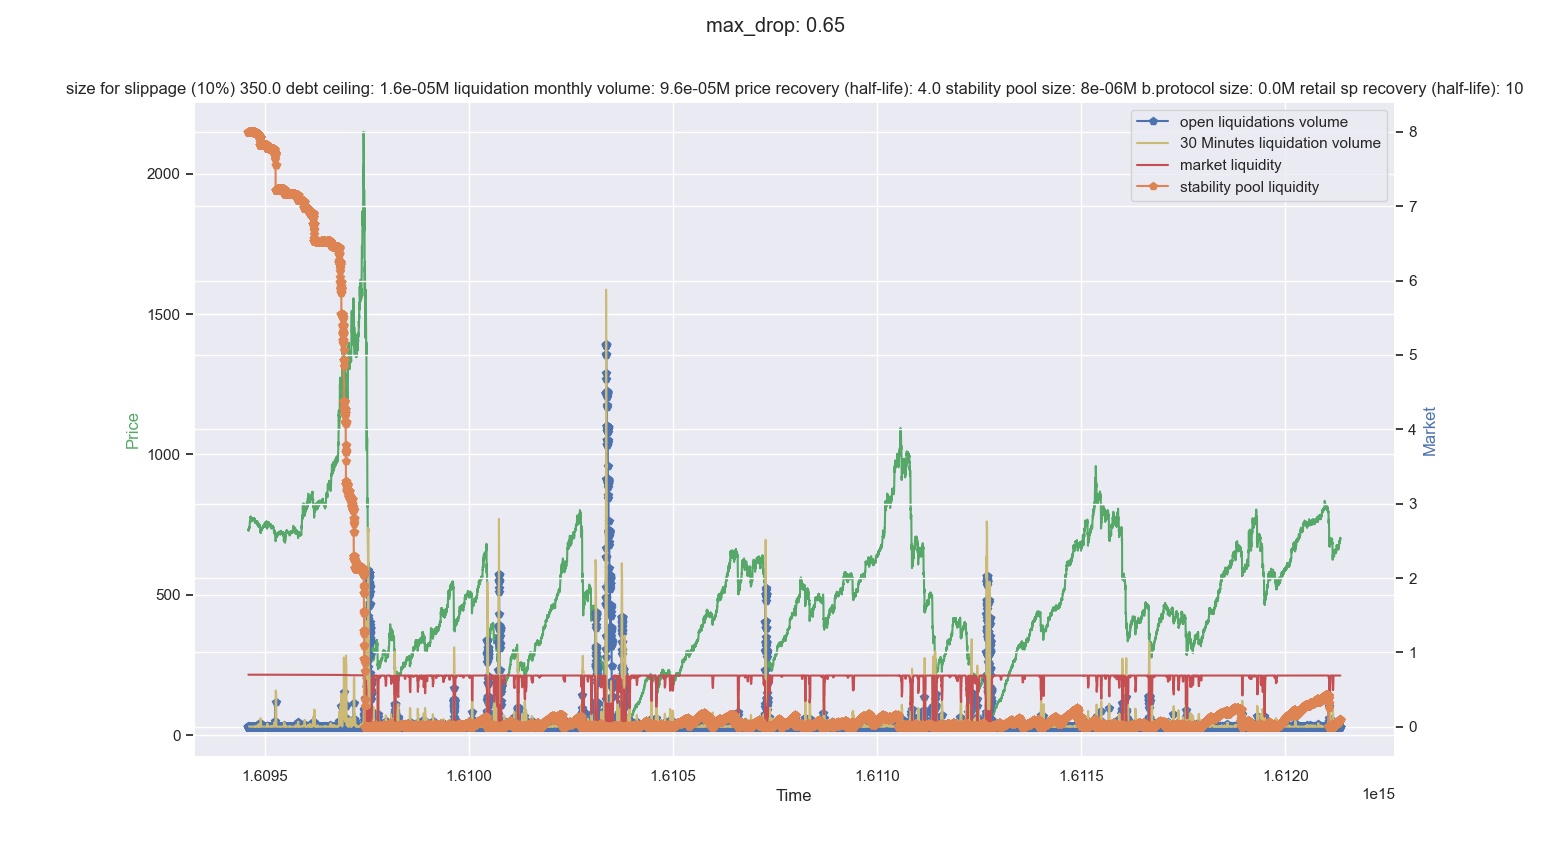 max_drop: 0.65
size for slippage (10%) 350.0 debt ceiling: 1.6e-05M liquidation monthly volume: 9.6e-05M price recovery (half-life): 4.0 stability pool size: 8e-06M b.protocol size: 0.0M retail sp recovery (half-life): 10
open liquidations volume
30 Minutes liquidation volume
market liquidity
stability pool liquidity
2000
1500
1000
500
0
Price
8
7
6
5
4
3
2
1
0
Market
1.6095
1.6100
1.6105
1.6110
1.6115
1.6120
Time
1e15